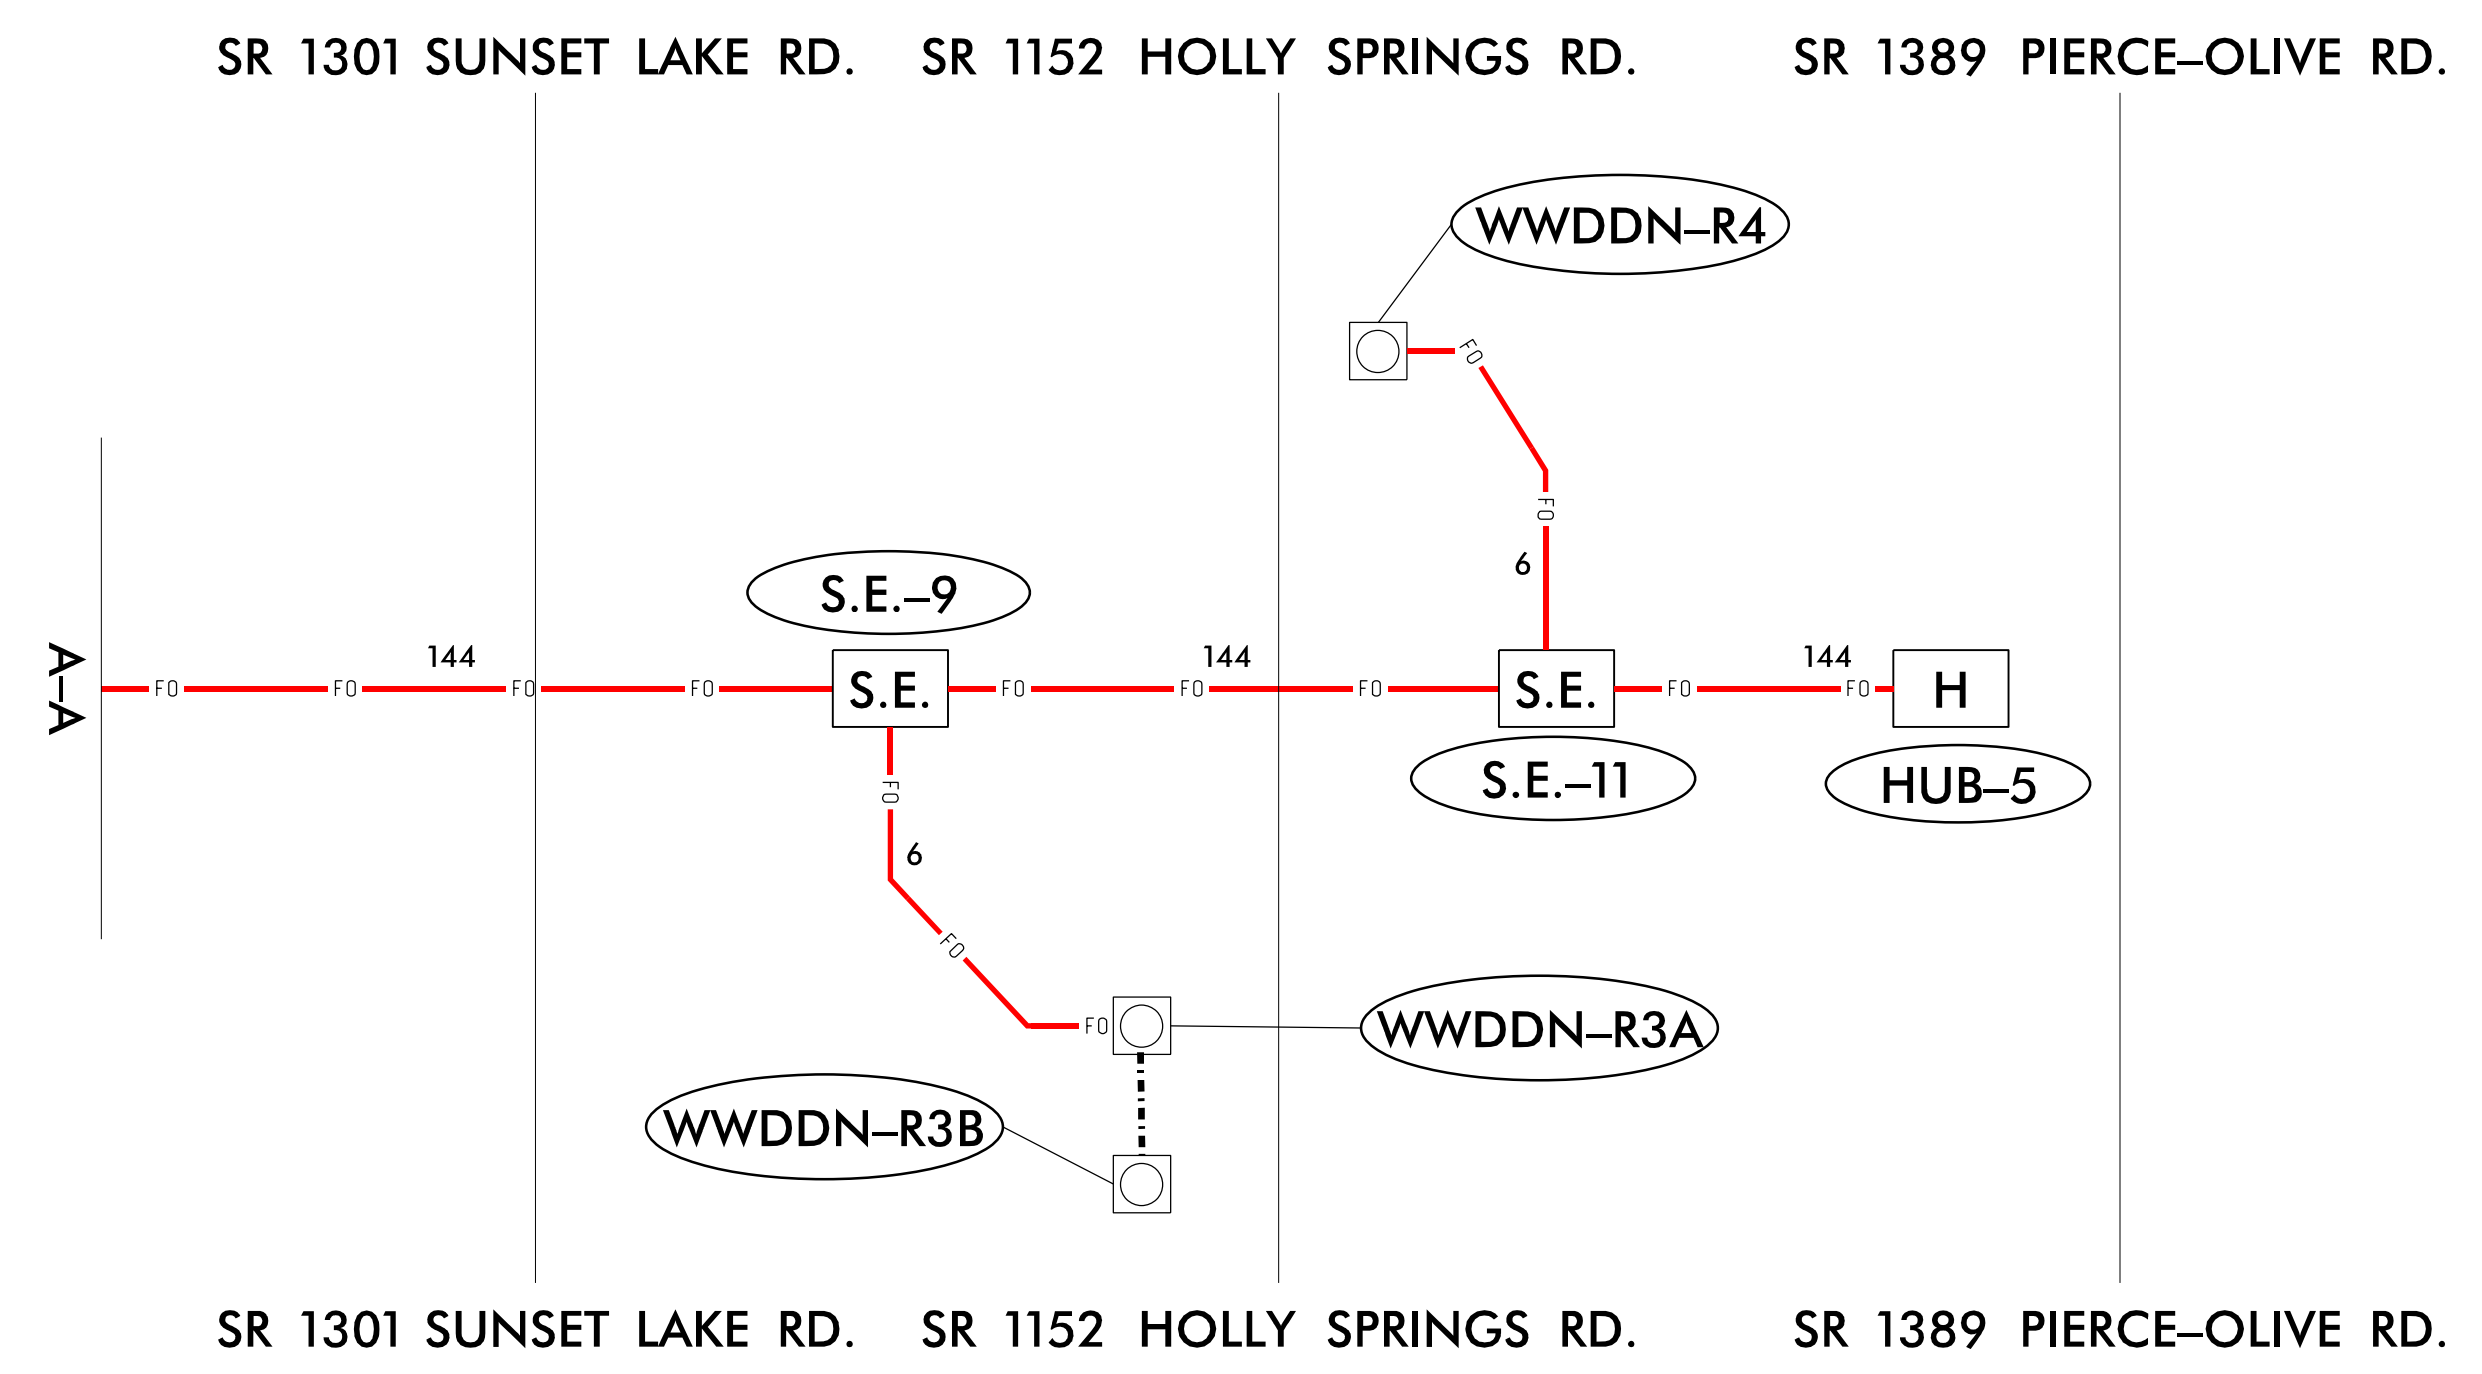 SR 1301 SUNSET LAKE RD. SR 1152 HOLLY SPRINGS RD. SR 1389 PIERCE–OLIVE RD.
WWDDN–R4
FO
FO
6
S.E.–9
A–A
144
144
144
FO FO FO FO S.E. FO FO FO S.E. FO FO H
S.E.–11
HUB–5
FO
6
FO
FO
WWDDN–R3A
WWDDN–R3B
SR 1301 SUNSET LAKE RD. SR 1152 HOLLY SPRINGS RD. SR 1389 PIERCE–OLIVE RD.